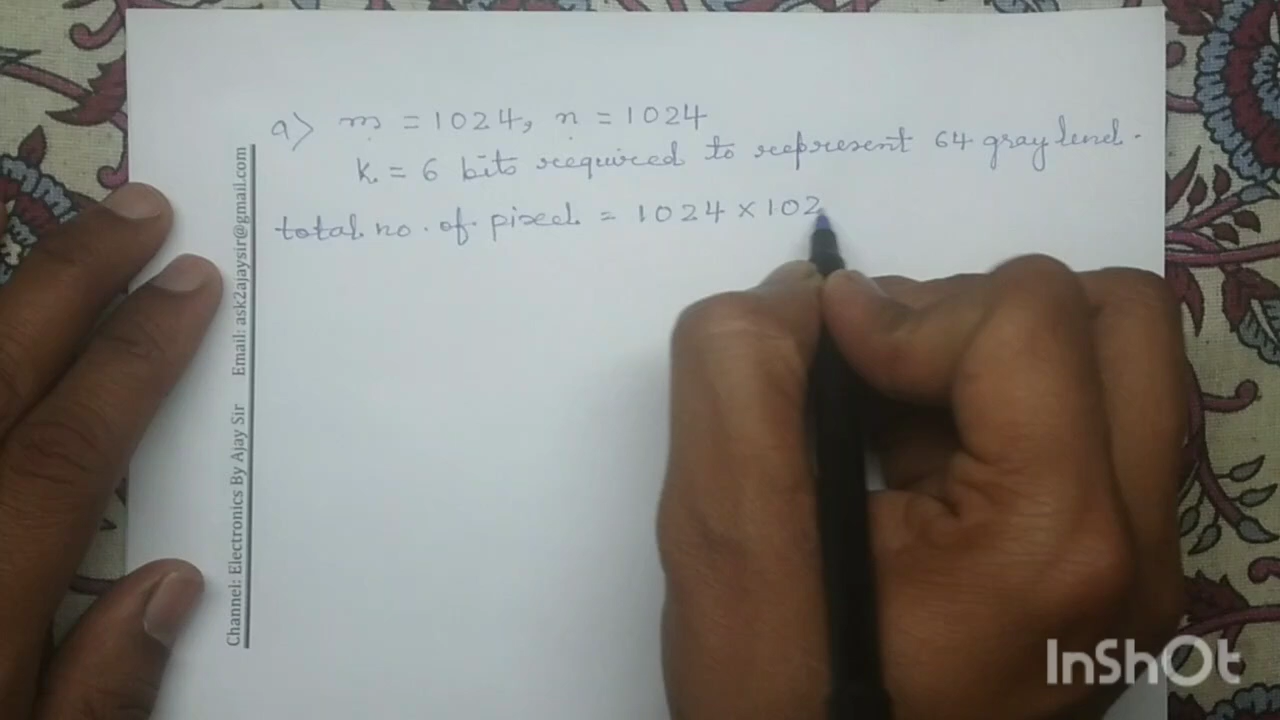 a> m = 1024, n = 1024
k = 6 bits required to represent 64 gray level.
total no. of pixel = 1024 × 102
Channel: Electronics By Ajay Sir Email: ask2ajaysir@gmail.com
InShOt